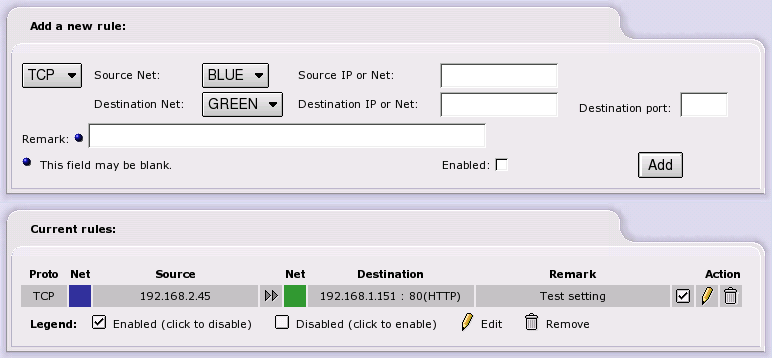 Add a new rule:
TCP Source Net: BLUE Source IP or Net:
Destination Net: GREEN Destination IP or Net: Destination port:
Remark:
This field may be blank. Enabled: Add
Current rules:
Proto Net Source Net Destination Remark Action
TCP 192.168.2.45 192.168.1.151 : 80(HTTP) Test setting
Legend: Enabled (click to disable) Disabled (click to enable) Edit Remove